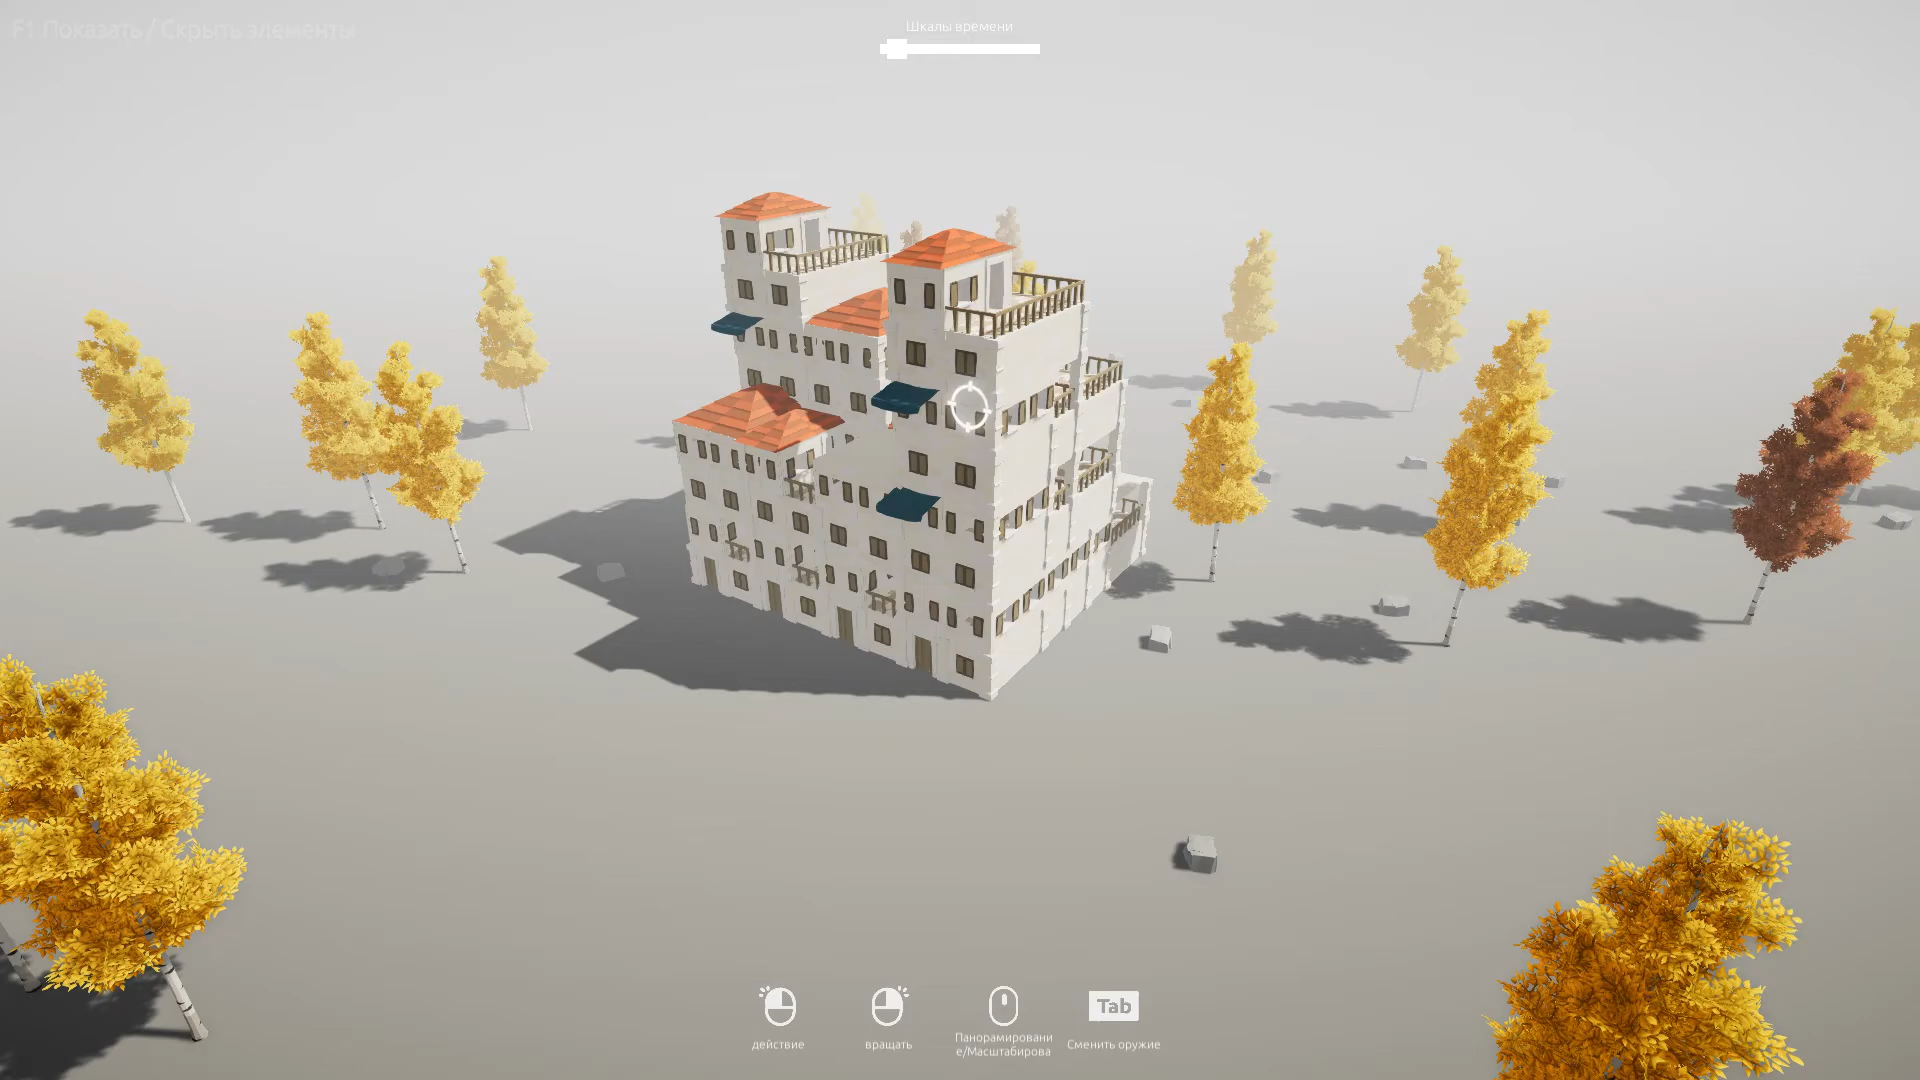 F1 Показать / Скрыть элементы
Шкалы времени
Tab
действие
вращать
Панорамировани
е/Масштабирова
Сменить оружие